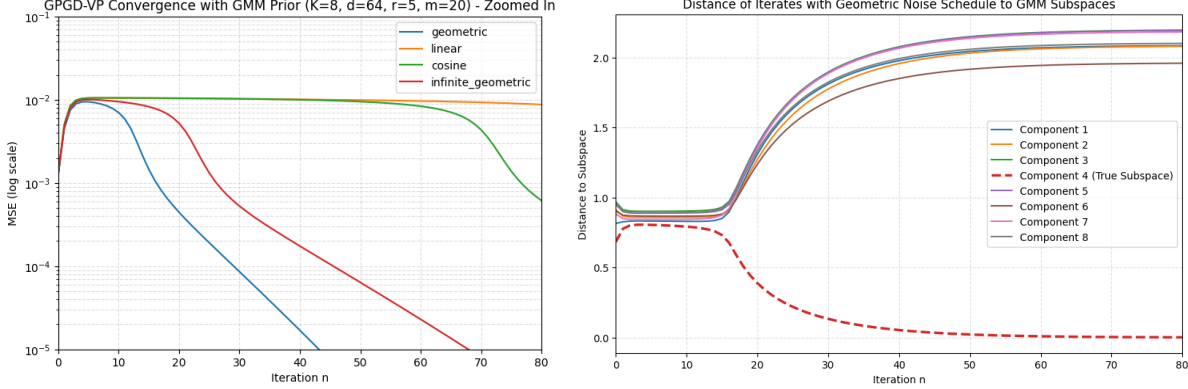 GPGD-VP Convergence with GMM Prior (K=8, d=64, r=5, m=20) - Zoomed In
10⁻¹
10⁻²
10⁻³
10⁻⁴
10⁻⁵
MSE (log scale)
geometric
linear
cosine
infinite_geometric
0 10 20 30 40 50 60 70 80
Iteration n
Distance of Iterates with Geometric Noise Schedule to GMM Subspaces
2.0
1.5
1.0
0.5
0.0
Distance to Subspace
Component 1
Component 2
Component 3
Component 4 (True Subspace)
Component 5
Component 6
Component 7
Component 8
0 10 20 30 40 50 60 70 80
Iteration n